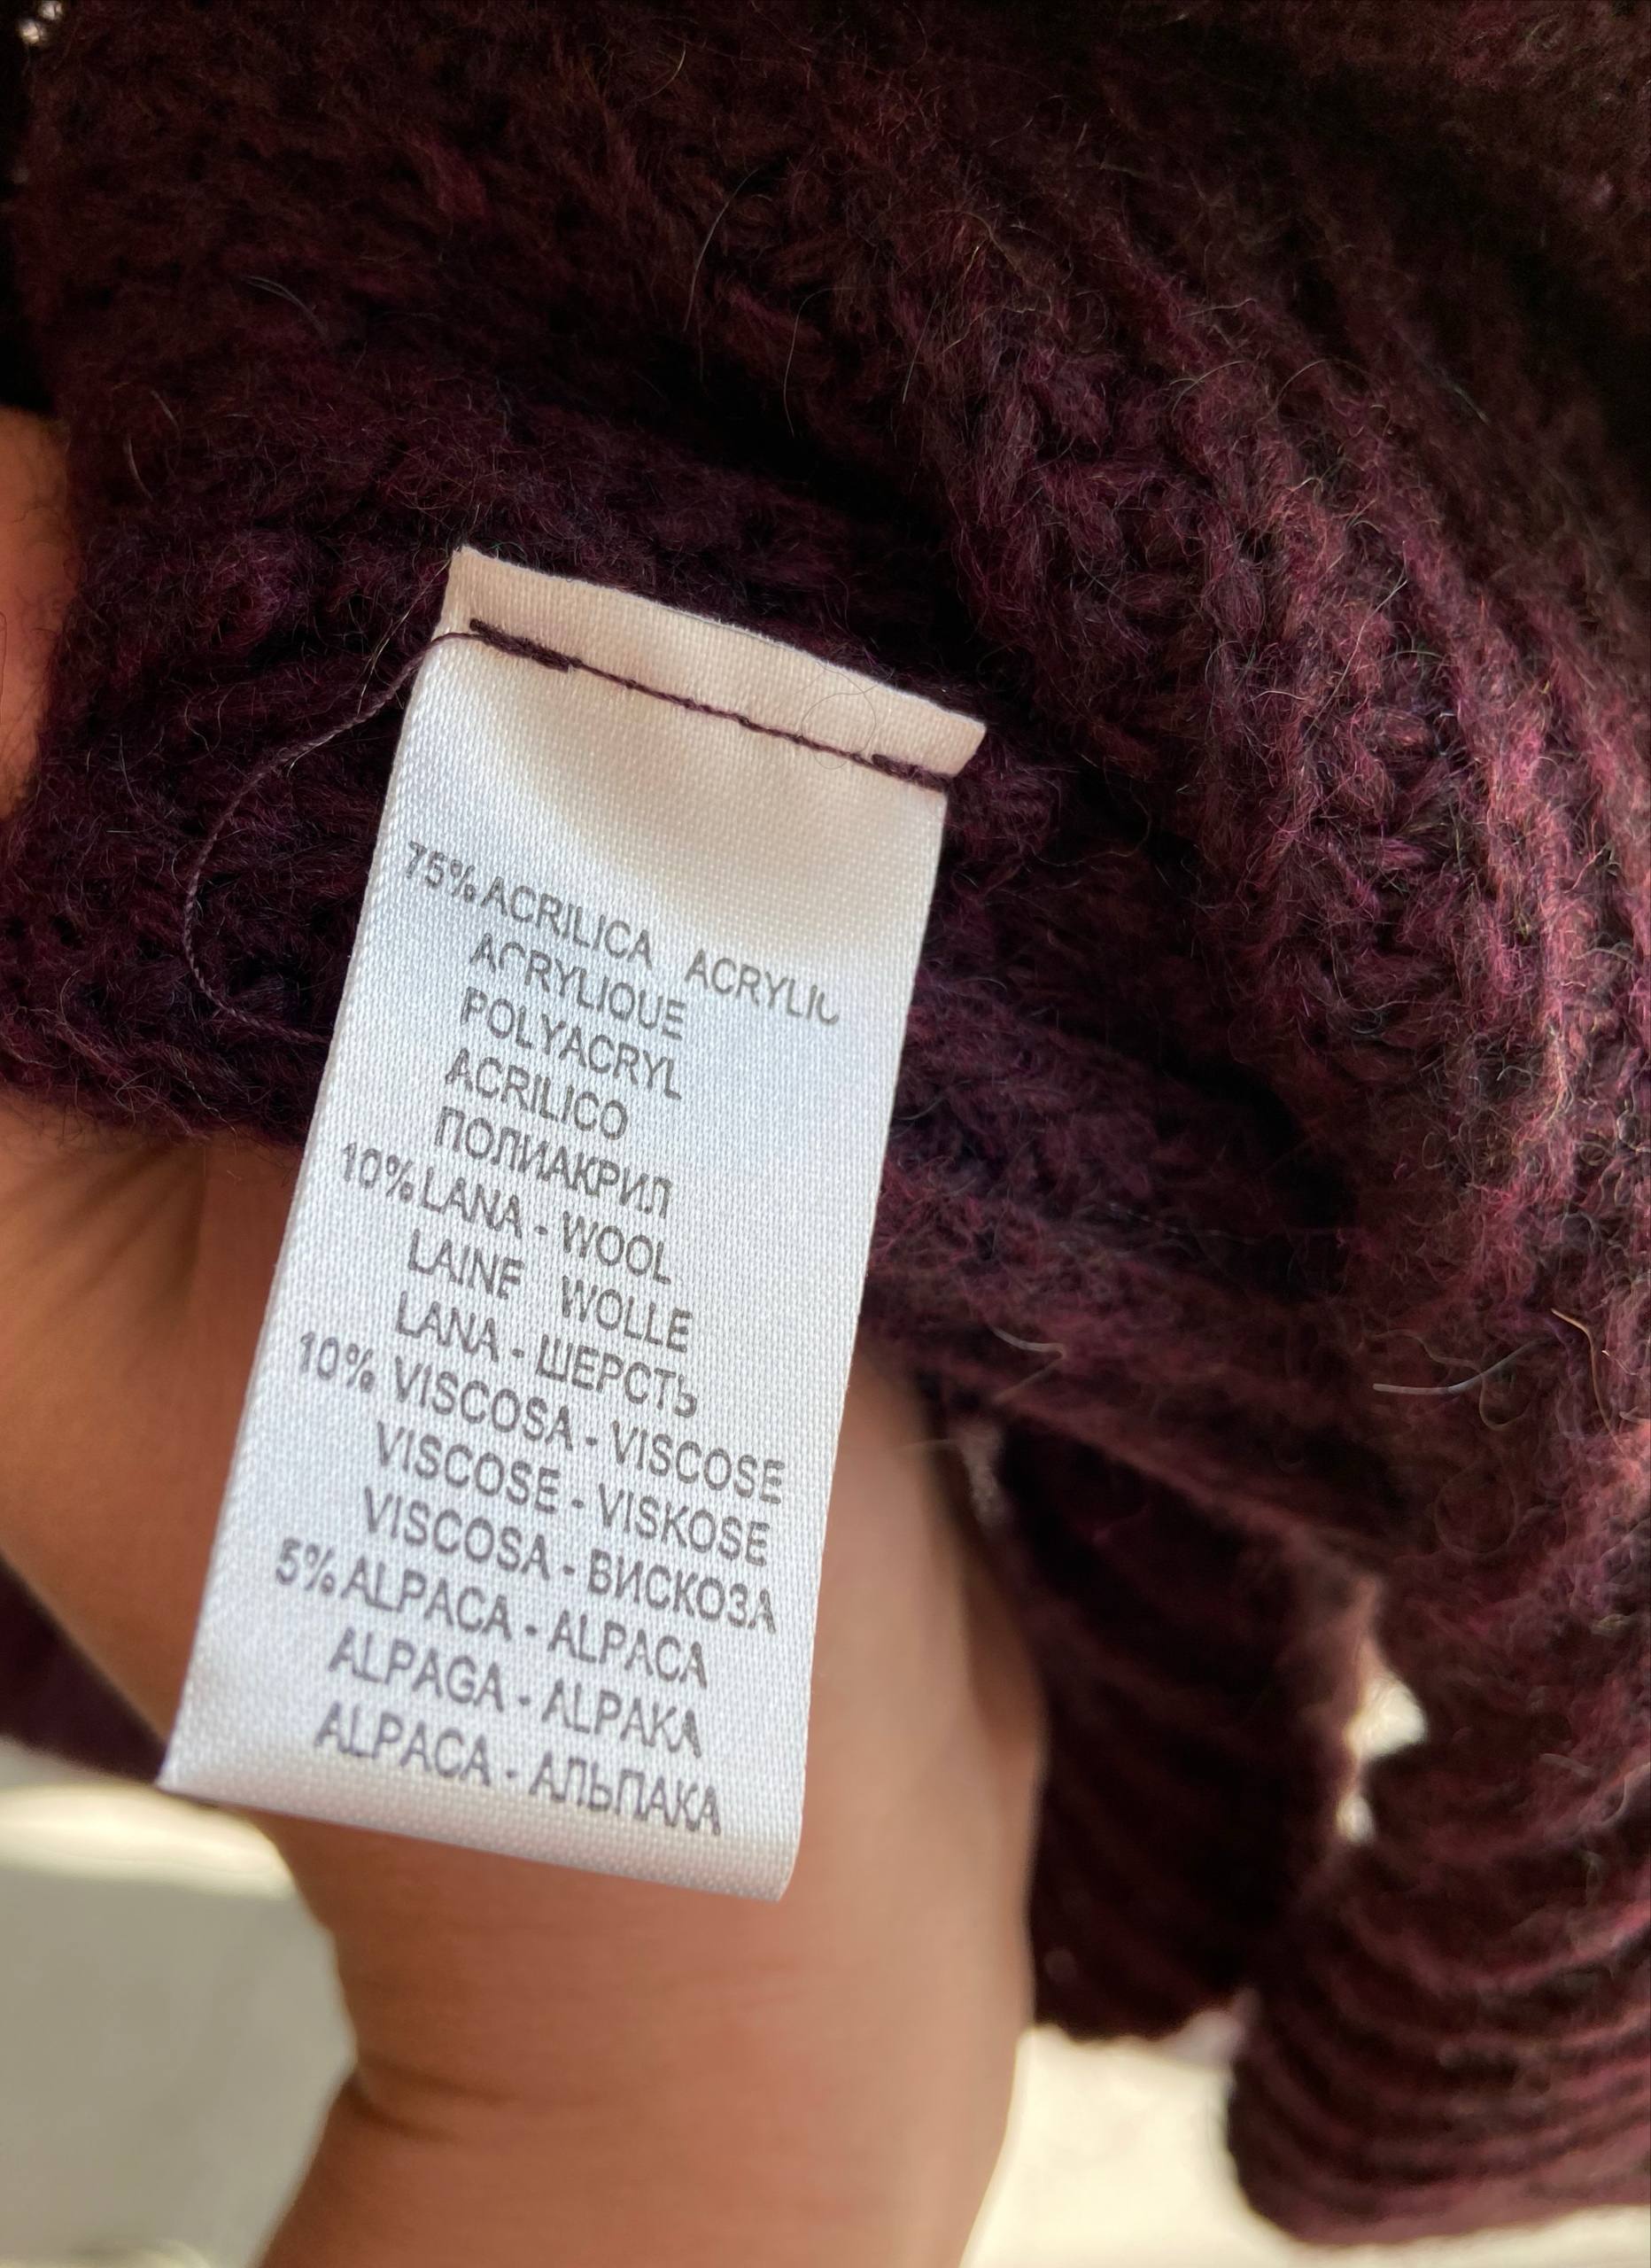 75% ACRILICA ACRYLIC
ACRYLIQUE
POLYACRYL
ACRILICO
ПОЛИАКРИЛ
10% LANA - WOOL
LAINE WOLLE
LANA - ШЕРСТЬ
10% VISCOSA - VISCOSE
VISCOSE - VISKOSE
VISCOSA - ВИСКОЗА
5% ALPACA - ALPACA
ALPAGA - ALPAKA
ALPACA - АЛЬПАКА